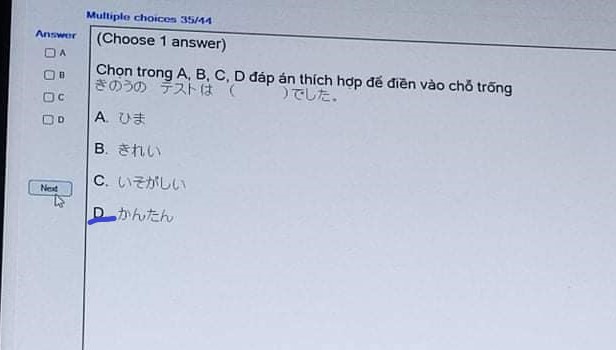 Multiple choices 35/44
Answer
(Choose 1 answer)
A
B
C
D
Chọn trong A, B, C, D đáp án thích hợp để điền vào chỗ trống
きのうの テストは ( )でした。
A. ひま
B. きれい
C. いそがしい
D かんたん
Next